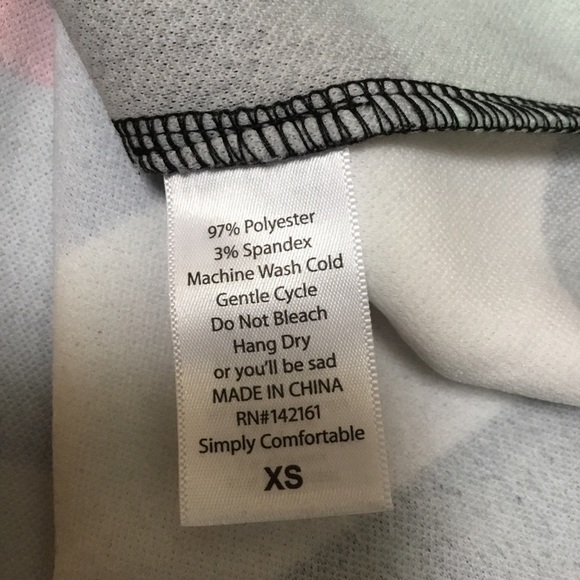 97% Polyester
3% Spandex
Machine Wash Cold
Gentle Cycle
Do Not Bleach
Hang Dry
or you'll be sad
MADE IN CHINA
RN#142161
Simply Comfortable
XS